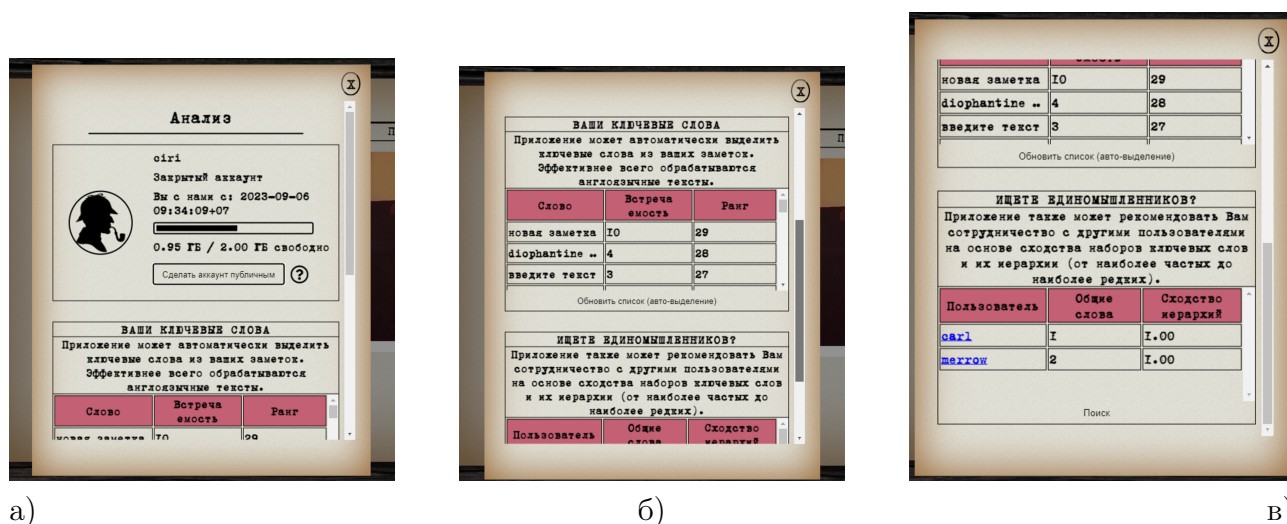 X
Анализ
ciri
Закрытый аккаунт
Вы с нами с: 2023-09-06
09:34:09+07
0.95 ГБ / 2.00 ГБ свободно
Сделать аккаунт публичным ?
ВАШИ КЛЮЧЕВЫЕ СЛОВА
Приложение может автоматически выделить
ключевые слова из ваших заметок.
Эффективнее всего обрабатываются
англоязычные тексты.
Слово Встреча Ранг
емость
новая заметка 10 29
а)
X
П
ВАШИ КЛЮЧЕВЫЕ СЛОВА
Приложение может автоматически выделить
ключевые слова из ваших заметок.
Эффективнее всего обрабатываются
англоязычные тексты.
Слово Встреча Ранг
емость
новая заметка 10 29
diophantine .. 4 28
введите текст 3 27
Обновить список (авто-выделение)
ИЩЕТЕ ЕДИНОМЫШЛЕННИКОВ?
Приложение также может рекомендовать Вам
сотрудничество с другими пользователями
на основе сходства наборов ключевых слов
и их иерархии (от наиболее частых до
наиболее редких).
Пользователь Общие Сходство
слова иерархий
б)
X
емость
новая заметка 10 29
diophantine .. 4 28
введите текст 3 27
Обновить список (авто-выделение)
ИЩЕТЕ ЕДИНОМЫШЛЕННИКОВ?
Приложение также может рекомендовать Вам
сотрудничество с другими пользователями
на основе сходства наборов ключевых слов
и их иерархии (от наиболее частых до
наиболее редких).
Пользователь Общие Сходство
слова иерархий
carl 1 1.00
merrow 2 1.00
Поиск
в)